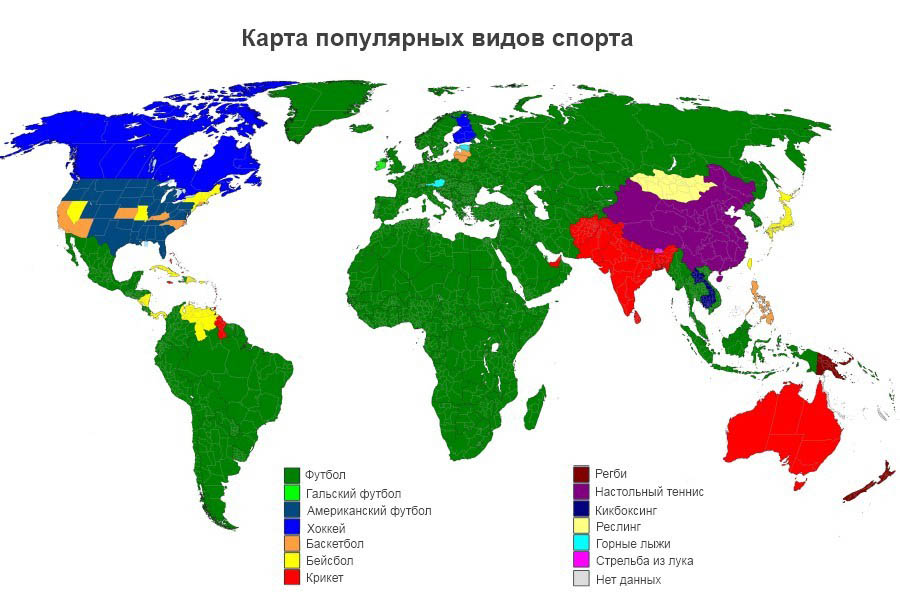 Карта популярных видов спорта
Футбол
Гальский футбол
Американский футбол
Хоккей
Баскетбол
Бейсбол
Крикет
Регби
Настольный теннис
Кикбоксинг
Реслинг
Горные лыжи
Стрельба из лука
Нет данных